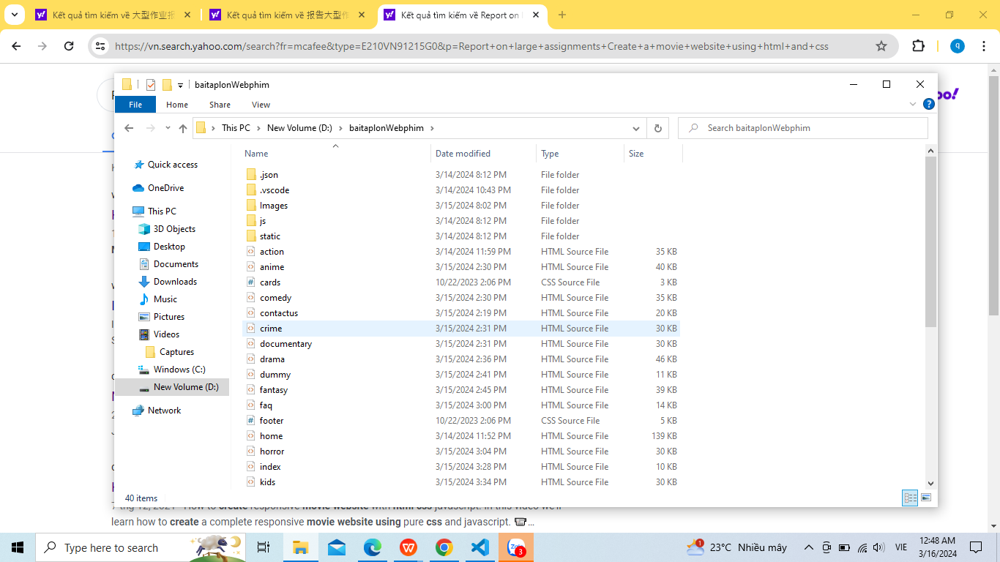 Kết quả tìm kiếm về 大型作业报
Kết quả tìm kiếm về 报告大型作
Kết quả tìm kiếm về Report on
https://vn.search.yahoo.com/search?fr=mcafee&type=E210VN91215G0&p=Report+on+large+assignments+Create+a+movie+website+using+html+and+css
q
baitaplonWebphim
File Home Share View
This PC New Volume (D:) baitaplonWebphim
Search baitaplonWebphim
Name Date modified Type Size
Quick access
OneDrive
This PC
3D Objects
Desktop
Documents
Downloads
Music
Pictures
Videos
Captures
Windows (C:)
New Volume (D:)
Network
.json 3/14/2024 8:12 PM File folder
.vscode 3/14/2024 10:43 PM File folder
Images 3/15/2024 8:02 PM File folder
js 3/14/2024 8:12 PM File folder
static 3/14/2024 8:12 PM File folder
action 3/14/2024 11:59 PM HTML Source File 35 KB
anime 3/15/2024 2:30 PM HTML Source File 40 KB
cards 10/22/2023 2:06 PM CSS Source File 3 KB
comedy 3/15/2024 2:30 PM HTML Source File 35 KB
contactus 3/15/2024 2:19 PM HTML Source File 20 KB
crime 3/15/2024 2:31 PM HTML Source File 30 KB
documentary 3/15/2024 2:31 PM HTML Source File 30 KB
drama 3/15/2024 2:36 PM HTML Source File 46 KB
dummy 3/15/2024 2:41 PM HTML Source File 11 KB
fantasy 3/15/2024 2:45 PM HTML Source File 39 KB
faq 3/15/2024 3:00 PM HTML Source File 14 KB
footer 10/22/2023 2:06 PM CSS Source File 5 KB
home 3/14/2024 11:52 PM HTML Source File 139 KB
horror 3/15/2024 3:04 PM HTML Source File 30 KB
index 3/15/2024 3:28 PM HTML Source File 10 KB
kids 3/15/2024 3:34 PM HTML Source File 30 KB
40 items
learn how to create a complete responsive movie website using pure css and javascript. ...
Type here to search
23°C Nhiều mây
VIE
12:48 AM
3/16/2024